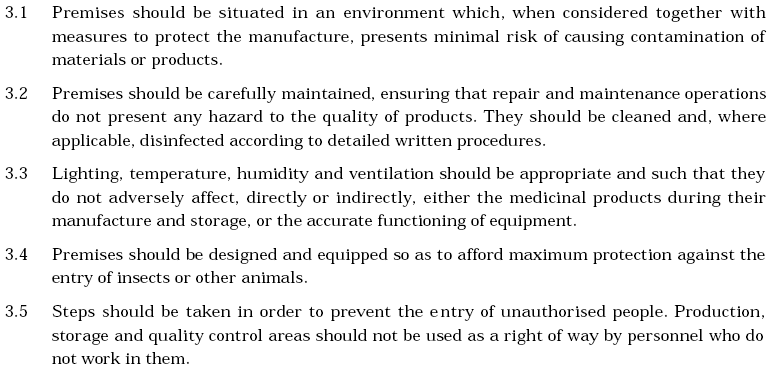 3.1 Premises should be situated in an environment which, when considered together with
measures to protect the manufacture, presents minimal risk of causing contamination of
materials or products.
3.2 Premises should be carefully maintained, ensuring that repair and maintenance operations
do not present any hazard to the quality of products. They should be cleaned and, where
applicable, disinfected according to detailed written procedures.
3.3 Lighting, temperature, humidity and ventilation should be appropriate and such that they
do not adversely affect, directly or indirectly, either the medicinal products during their
manufacture and storage, or the accurate functioning of equipment.
3.4 Premises should be designed and equipped so as to afford maximum protection against the
entry of insects or other animals.
3.5 Steps should be taken in order to prevent the entry of unauthorised people. Production,
storage and quality control areas should not be used as a right of way by personnel who do
not work in them.